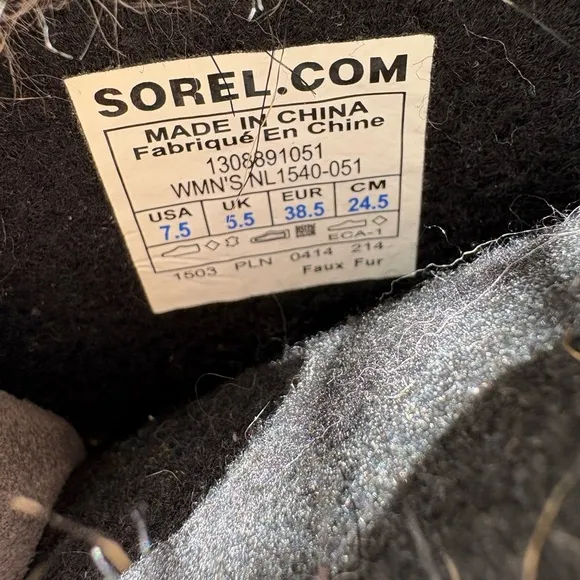 SOREL.COM
MADE IN CHINA
Fabriqué En Chine
1308891051
WMN'S NL1540-051
USA UK EUR CM
7.5 5.5 38.5 24.5
ECA-1
1503 PLN 0414 214
Faux Fur